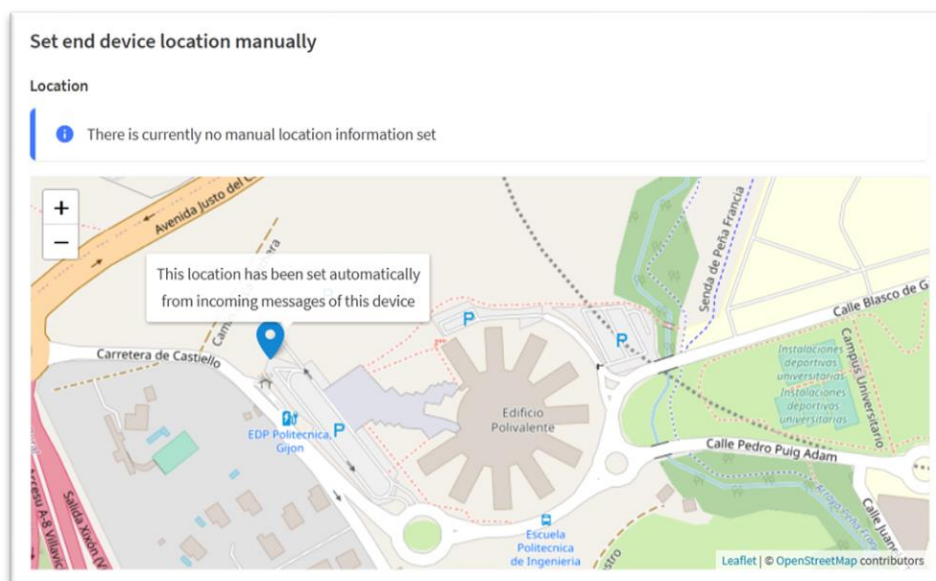 Set end device location manually
Location
There is currently no manual location information set
+
−
Avenida Justo del C
This location has been set automatically
from incoming messages of this device
Carretera de Castiello
P
P
P
EDP Politecnica,
Gijon
Edificio
Polivalente
Senda de Peña Francia
Calle Blasco de G
Instalaciones
deportivas
universitarias
Instalaciones
deportivas
universitarias
Campus Universitario
Calle Pedro Puig Adam
Salida Xixón (V
Escuela
Politecnica
de Ingenieria
Calle Juan
Leaflet | © OpenStreetMap contributors